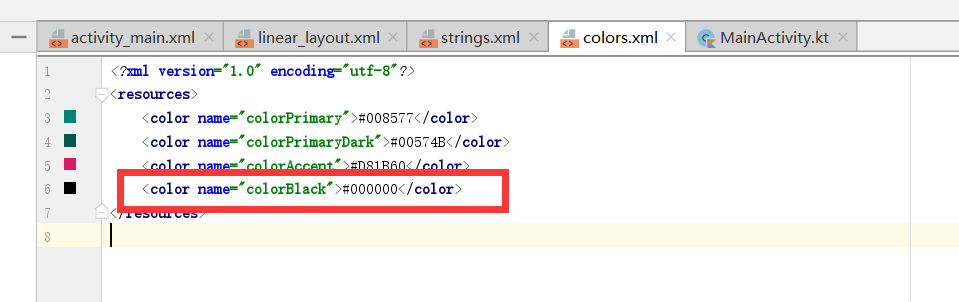 activity_main.xml linear_layout.xml strings.xml colors.xml MainActivity.kt
1 <?xml version="1.0" encoding="utf-8"?>
2 <resources>
3 <color name="colorPrimary">#008577</color>
4 <color name="colorPrimaryDark">#00574B</color>
5 <color name="colorAccent">#D81B60</color>
6 <color name="colorBlack">#000000</color>
7 </resources>
8